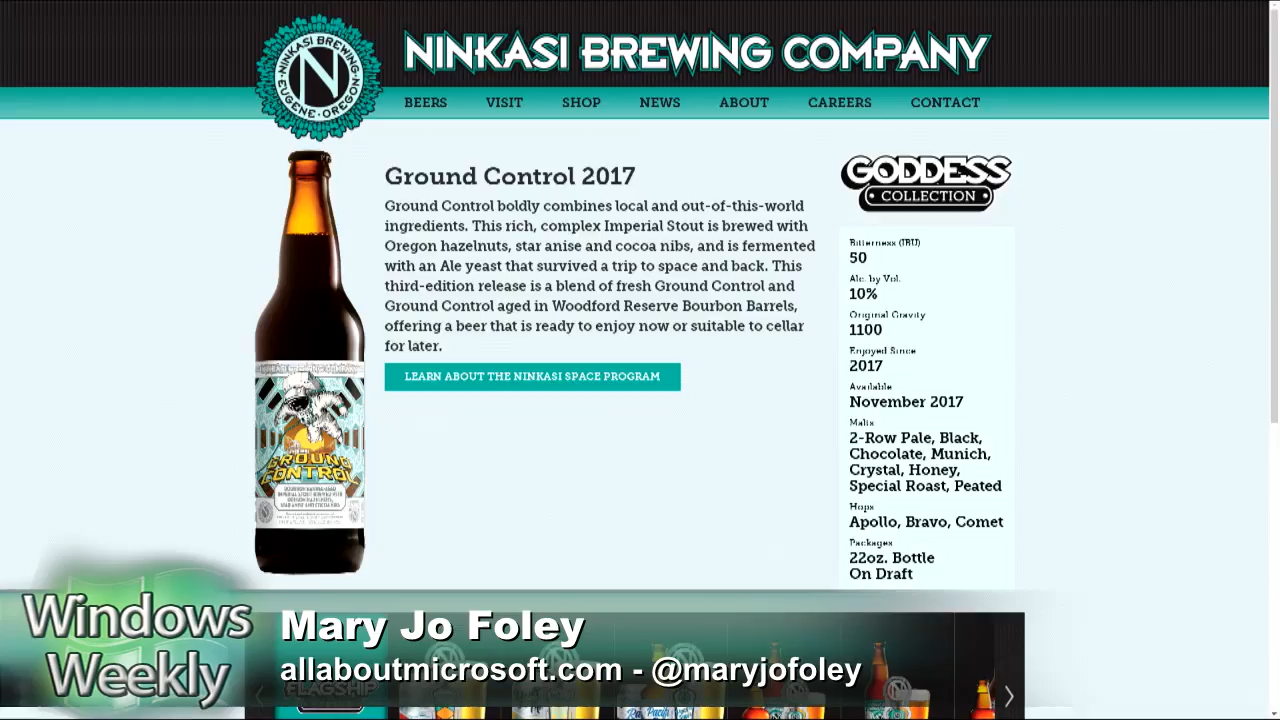 NINKASI BREWING
EUGENE · OREGON
N
NINKASI BREWING COMPANY
BEERS VISIT SHOP NEWS ABOUT CAREERS CONTACT
Ground Control 2017
Ground Control boldly combines local and out-of-this-world
ingredients. This rich, complex Imperial Stout is brewed with
Oregon hazelnuts, star anise and cocoa nibs, and is fermented
with an Ale yeast that survived a trip to space and back. This
third-edition release is a blend of fresh Ground Control and
Ground Control aged in Woodford Reserve Bourbon Barrels,
offering a beer that is ready to enjoy now or suitable to cellar
for later.
LEARN ABOUT THE NINKASI SPACE PROGRAM
GODDESS
COLLECTION
Bitterness (IBU)
50
Alc. by Vol.
10%
Original Gravity
1100
Enjoyed Since
2017
Available
November 2017
Malts
2-Row Pale, Black,
Chocolate, Munich,
Crystal, Honey,
Special Roast, Peated
Hops
Apollo, Bravo, Comet
Packages
22oz. Bottle
On Draft
NINKASI BREWING COMPANY
GROUND
CONTROL
Windows
Weekly
Mary Jo Foley
allaboutmicrosoft.com - @maryjofoley
FLAGSHIP